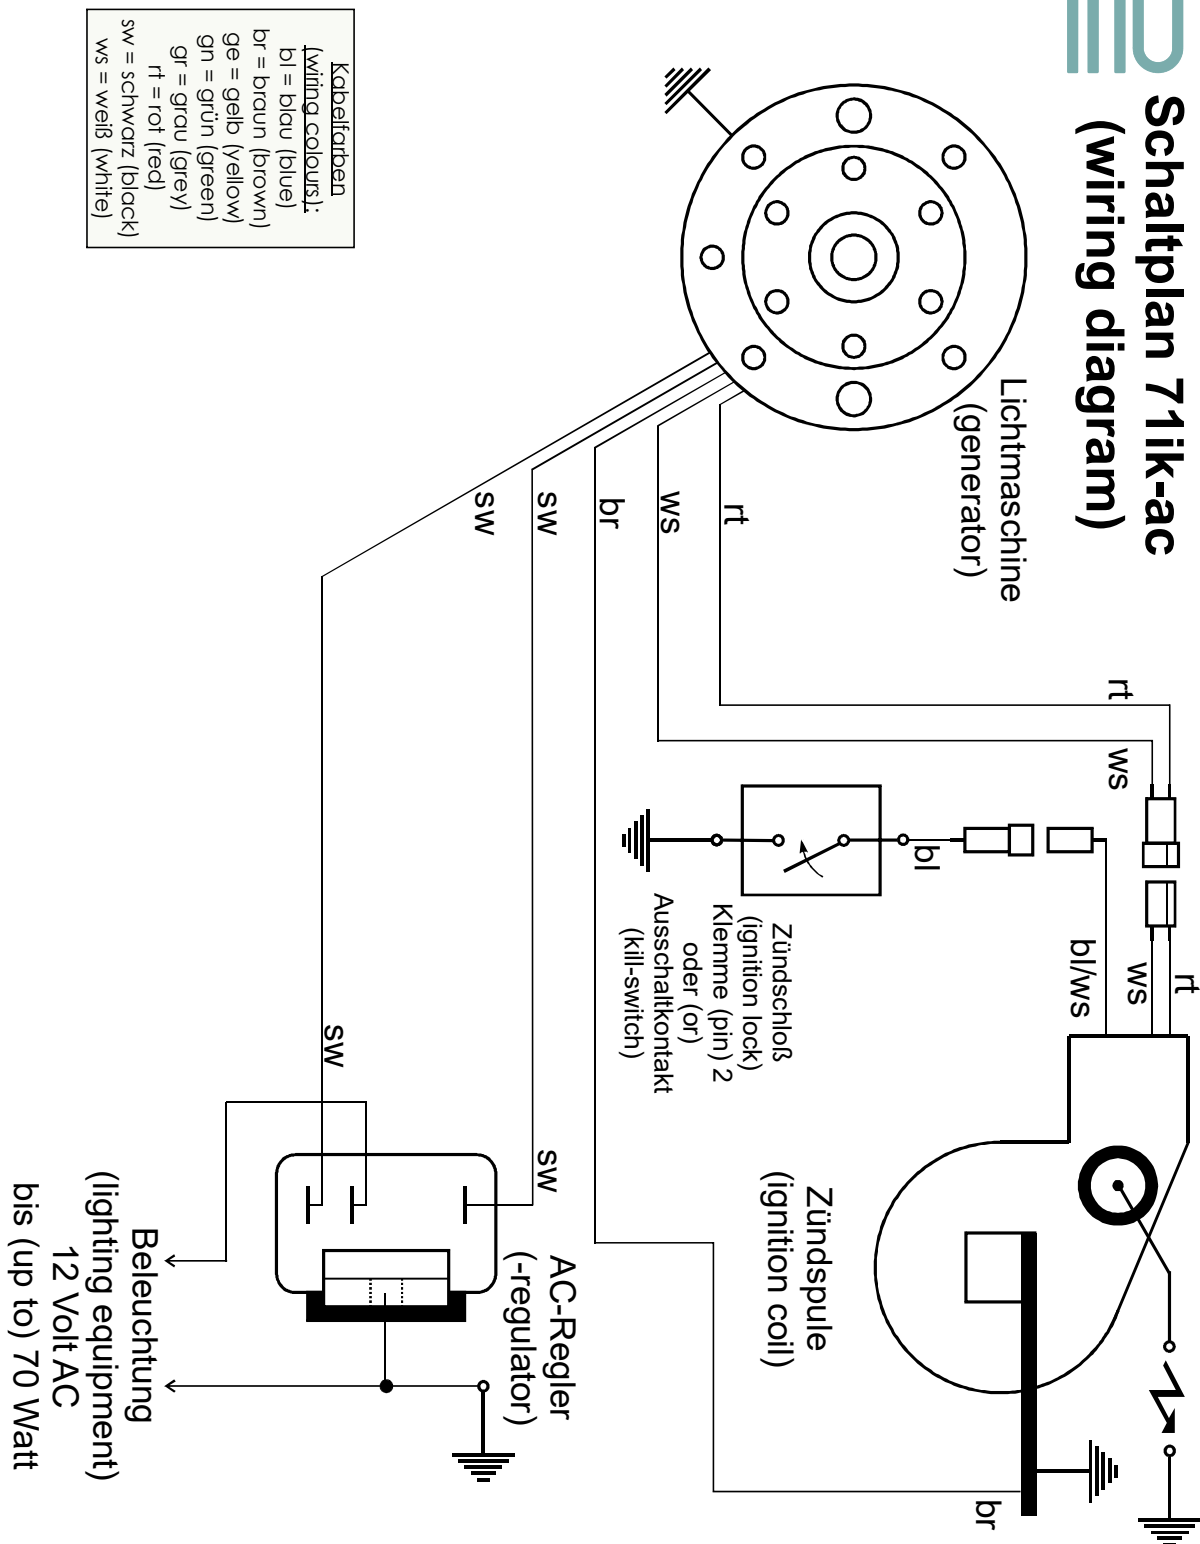 Schaltplan 71ik-ac
(wiring diagram)
Lichtmaschine
(generator)
rt
ws
br
sw
sw
rt
ws
rt
ws
bl/ws
bl
Zündschloß
(ignition lock)
Klemme (pin) 2
oder (or)
Ausschaltkontakt
(kill-switch)
Zündspule
(ignition coil)
br
sw
sw
AC-Regler
(-regulator)
Beleuchtung
(lighting equipment)
12 Volt AC
bis (up to) 70 Watt
Kabelfarben
(wiring colours):
bl = blau (blue)
br = braun (brown)
ge = gelb (yellow)
gn = grün (green)
gr = grau (grey)
rt = rot (red)
sw = schwarz (black)
ws = weiß (white)